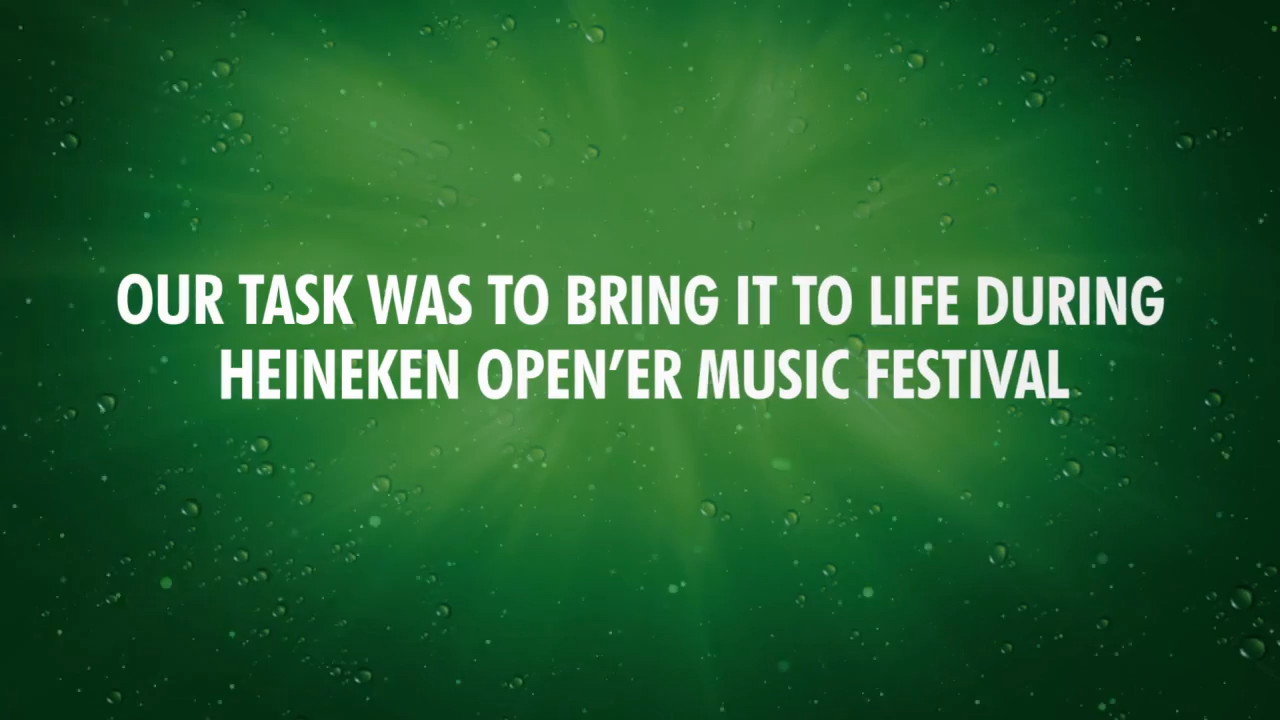 OUR TASK WAS TO BRING IT TO LIFE DURING
HEINEKEN OPEN’ER MUSIC FESTIVAL